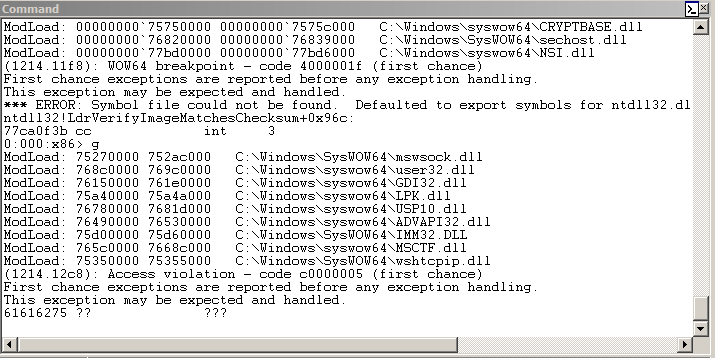 Command
ModLoad: 00000000`75750000 00000000`7575c000   C:\Windows\syswow64\CRYPTBASE.dll
ModLoad: 00000000`76820000 00000000`76839000   C:\Windows\SysWOW64\sechost.dll
ModLoad: 00000000`77bd0000 00000000`77bd6000   C:\Windows\syswow64\NSI.dll
(1214.11f8): WOW64 breakpoint - code 4000001f (first chance)
First chance exceptions are reported before any exception handling.
This exception may be expected and handled.
*** ERROR: Symbol file could not be found.  Defaulted to export symbols for ntdll32.dl
ntdll32!LdrVerifyImageMatchesChecksum+0x96c:
77ca0f3b cc              int     3
0:000:x86> g
ModLoad: 75270000 752ac000   C:\Windows\SysWOW64\mswsock.dll
ModLoad: 768c0000 769c0000   C:\Windows\syswow64\user32.dll
ModLoad: 76150000 761e0000   C:\Windows\syswow64\GDI32.dll
ModLoad: 75a40000 75a4a000   C:\Windows\syswow64\LPK.dll
ModLoad: 76780000 7681d000   C:\Windows\syswow64\USP10.dll
ModLoad: 76490000 76530000   C:\Windows\syswow64\ADVAPI32.dll
ModLoad: 75d00000 75d60000   C:\Windows\SysWOW64\IMM32.DLL
ModLoad: 765c0000 7668c000   C:\Windows\syswow64\MSCTF.dll
ModLoad: 75350000 75355000   C:\Windows\SysWOW64\wshtcpip.dll
(1214.12c8): Access violation - code c0000005 (first chance)
First chance exceptions are reported before any exception handling.
This exception may be expected and handled.
61616275 ??              ???